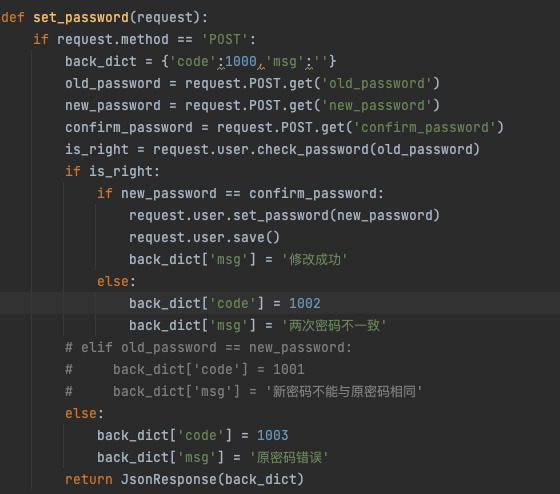 def set_password(request):
    if request.method == 'POST':
        back_dict = {'code':1000,'msg':''}
        old_password = request.POST.get('old_password')
        new_password = request.POST.get('new_password')
        confirm_password = request.POST.get('confirm_password')
        is_right = request.user.check_password(old_password)
        if is_right:
            if new_password == confirm_password:
                request.user.set_password(new_password)
                request.user.save()
                back_dict['msg'] = '修改成功'
            else:
                back_dict['code'] = 1002
                back_dict['msg'] = '两次密码不一致'
        # elif old_password == new_password:
        #     back_dict['code'] = 1001
        #     back_dict['msg'] = '新密码不能与原密码相同'
        else:
            back_dict['code'] = 1003
            back_dict['msg'] = '原密码错误'
        return JsonResponse(back_dict)